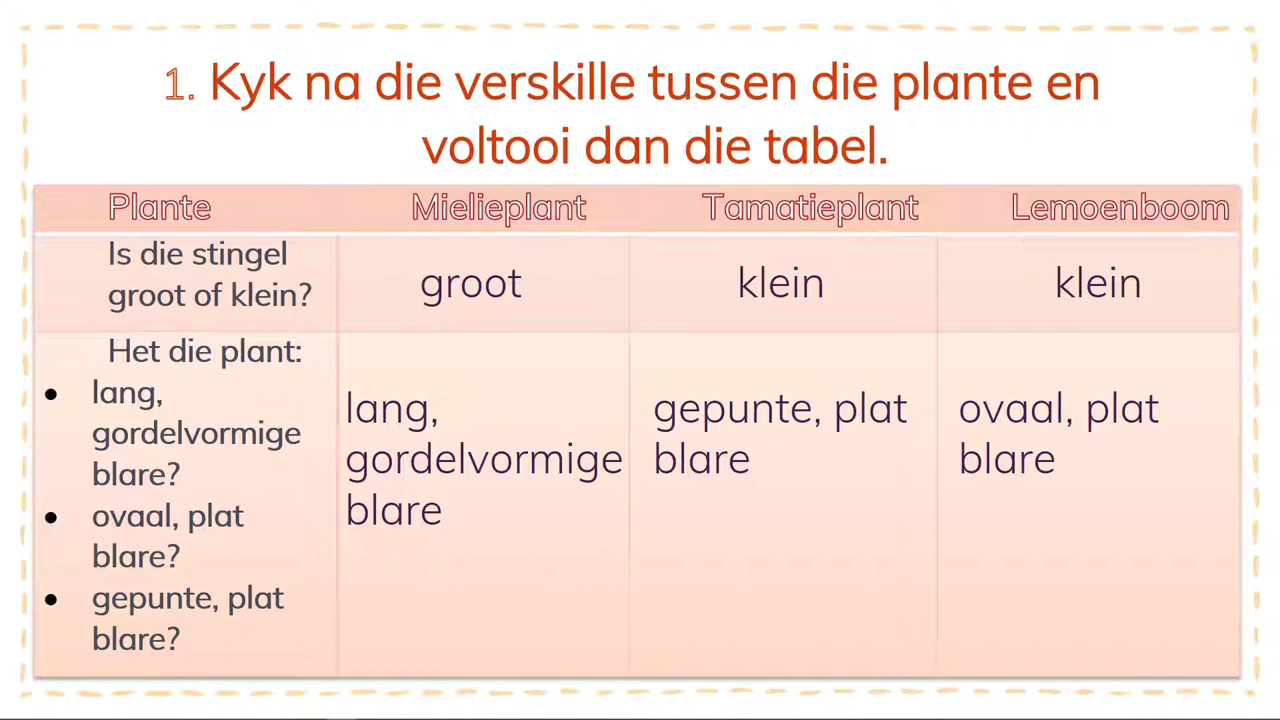 1. Kyk na die verskille tussen die plante en
voltooi dan die tabel.
Plante Mielieplant Tamatieplant Lemoenboom
Is die stingel
groot of klein?
groot
klein
klein
Het die plant:
• lang,
gordelvormige
blare?
• ovaal, plat
blare?
• gepunte, plat
blare?
lang,
gordelvormige
blare
gepunte, plat
blare
ovaal, plat
blare